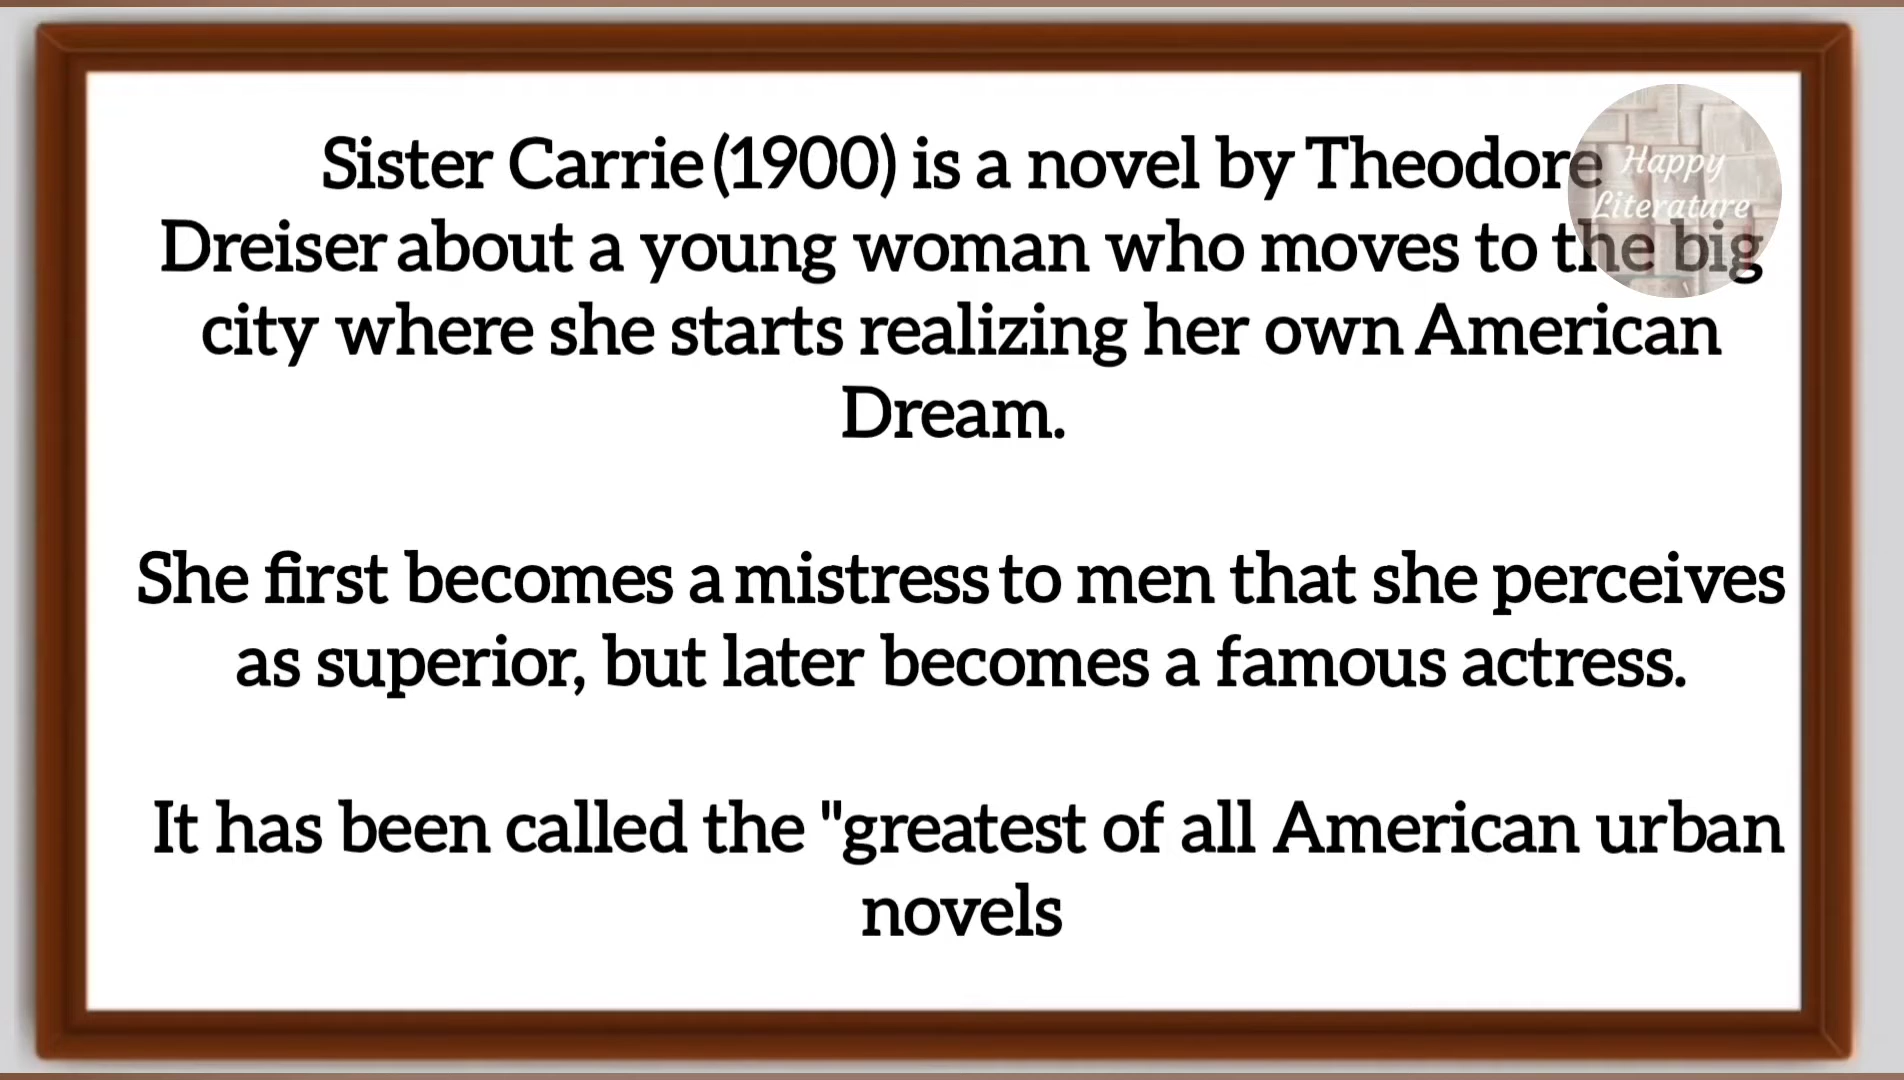 Sister Carrie (1900) is a novel by Theodore
Happy
Literature
Dreiser about a young woman who moves to the big
city where she starts realizing her own American
Dream.
She first becomes a mistress to men that she perceives
as superior, but later becomes a famous actress.
It has been called the "greatest of all American urban
novels